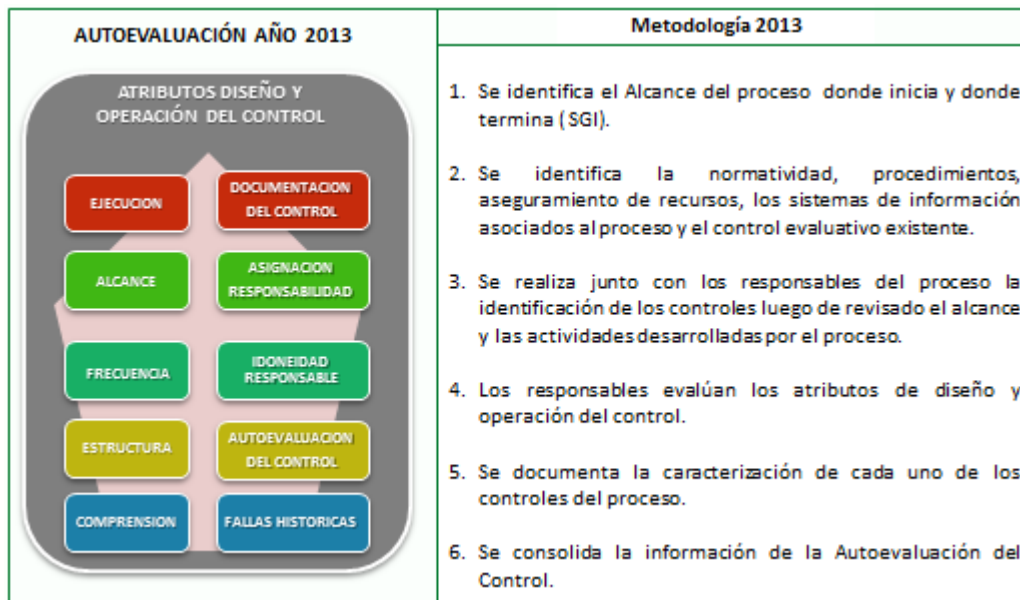 AUTOEVALUACIÓN AÑO 2013
ATRIBUTOS DISEÑO Y
OPERACIÓN DEL CONTROL
EJECUCION
DOCUMENTACION
DEL CONTROL
ALCANCE
ASIGNACION
RESPONSABILIDAD
FRECUENCIA
IDONEIDAD
RESPONSABLE
ESTRUCTURA
AUTOEVALUACION
DEL CONTROL
COMPRENSION
FALLAS HISTORICAS
Metodología 2013
1. Se identifica el Alcance del proceso donde inicia y donde
termina ( SGI).
2. Se identifica la normatividad, procedimientos,
aseguramiento de recursos, los sistemas de información
asociados al proceso y el control evaluativo existente.
3. Se realiza junto con los responsables del proceso la
identificación de los controles luego de revisado el alcance
y las actividades desarrolladas por el proceso.
4. Los responsables evalúan los atributos de diseño y
operación del control.
5. Se documenta la caracterización de cada uno de los
controles del proceso.
6. Se consolida la información de la Autoevaluación del
Control.